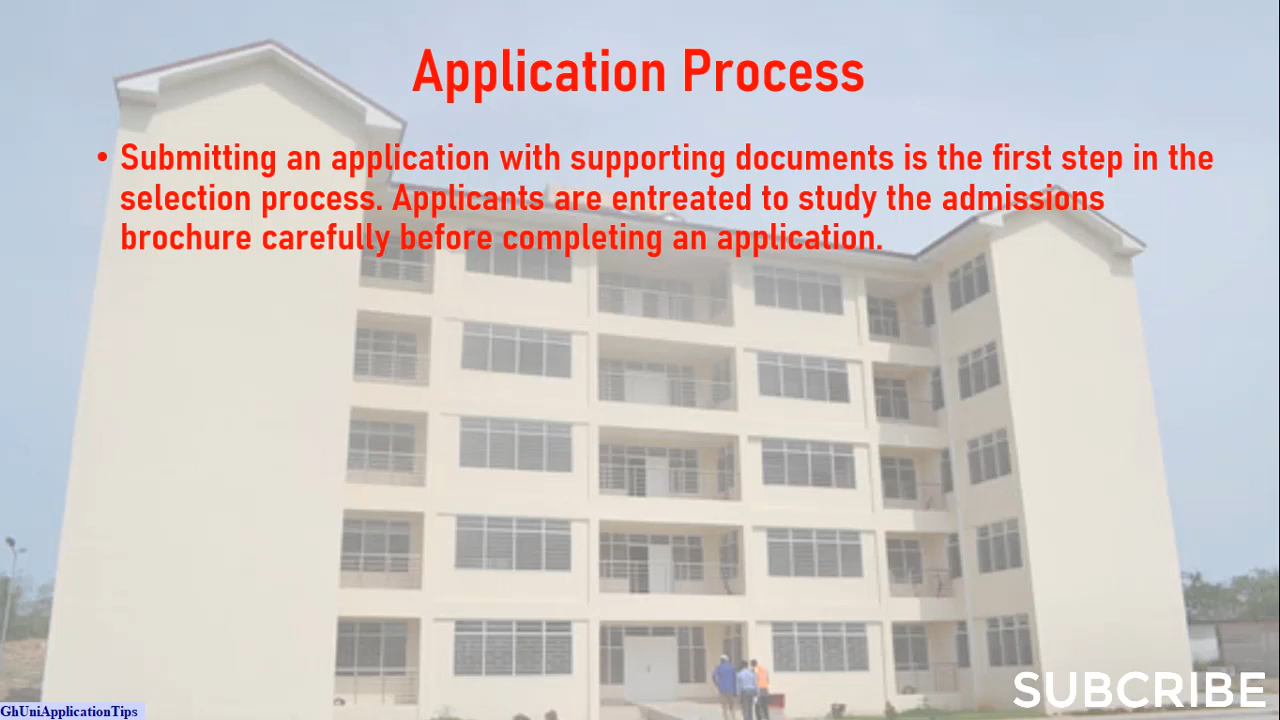 Application Process
• Submitting an application with supporting documents is the first step in the
selection process. Applicants are entreated to study the admissions
brochure carefully before completing an application.
SUBCRIBE
GhUniApplicationTips